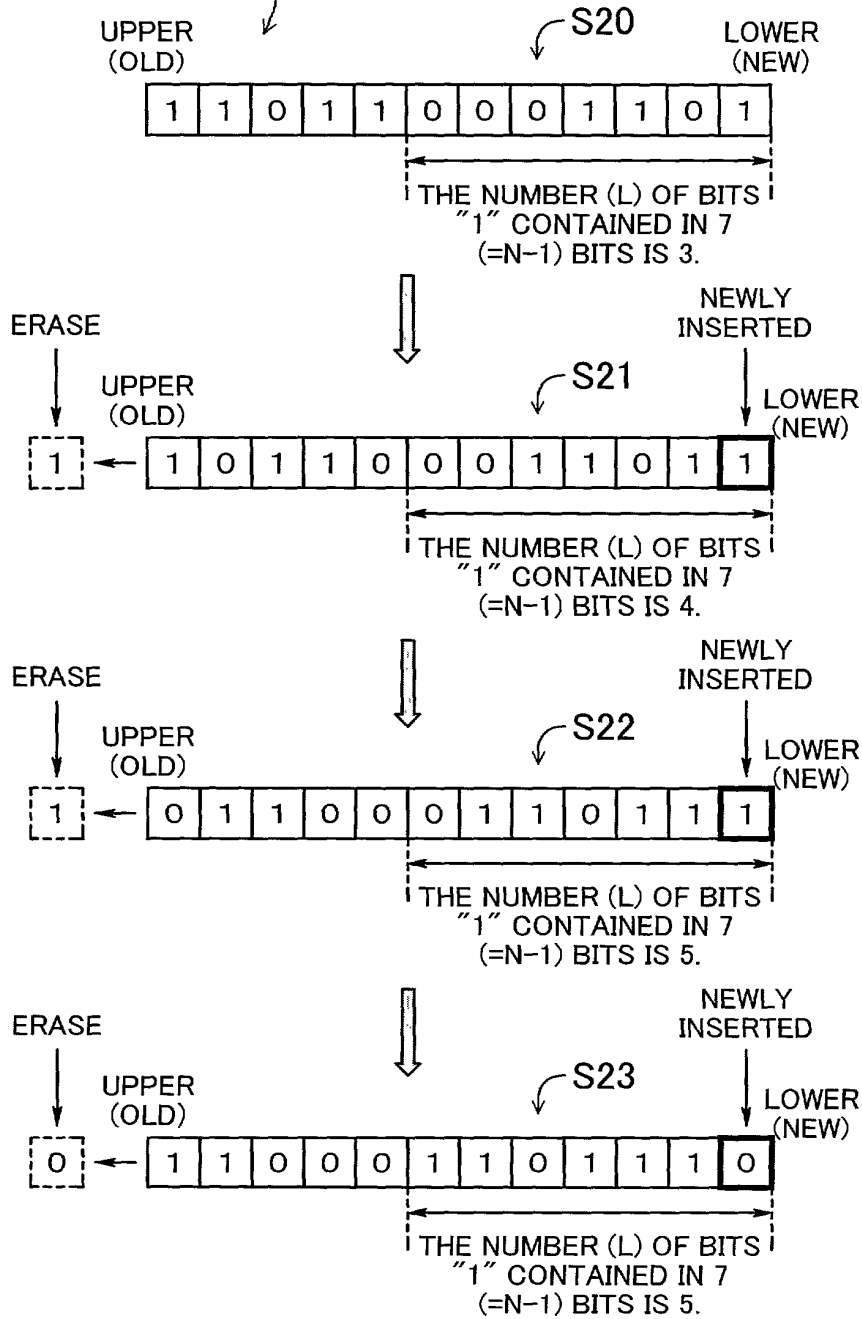 UPPER
(OLD)
S20
LOWER
(NEW)
1 1 0 1 1 0 0 0 1 1 0 1
THE NUMBER (L) OF BITS
"1" CONTAINED IN 7
(=N-1) BITS IS 3.
ERASE
NEWLY
INSERTED
UPPER
(OLD)
S21
LOWER
(NEW)
1 1 0 1 1 0 0 0 1 1 0 1 1
THE NUMBER (L) OF BITS
"1" CONTAINED IN 7
(=N-1) BITS IS 4.
ERASE
NEWLY
INSERTED
UPPER
(OLD)
S22
LOWER
(NEW)
1 0 1 1 0 0 0 1 1 0 1 1 1
THE NUMBER (L) OF BITS
"1" CONTAINED IN 7
(=N-1) BITS IS 5.
ERASE
NEWLY
INSERTED
UPPER
(OLD)
S23
LOWER
(NEW)
0 1 1 0 0 0 1 1 0 1 1 1 0
THE NUMBER (L) OF BITS
"1" CONTAINED IN 7
(=N-1) BITS IS 5.